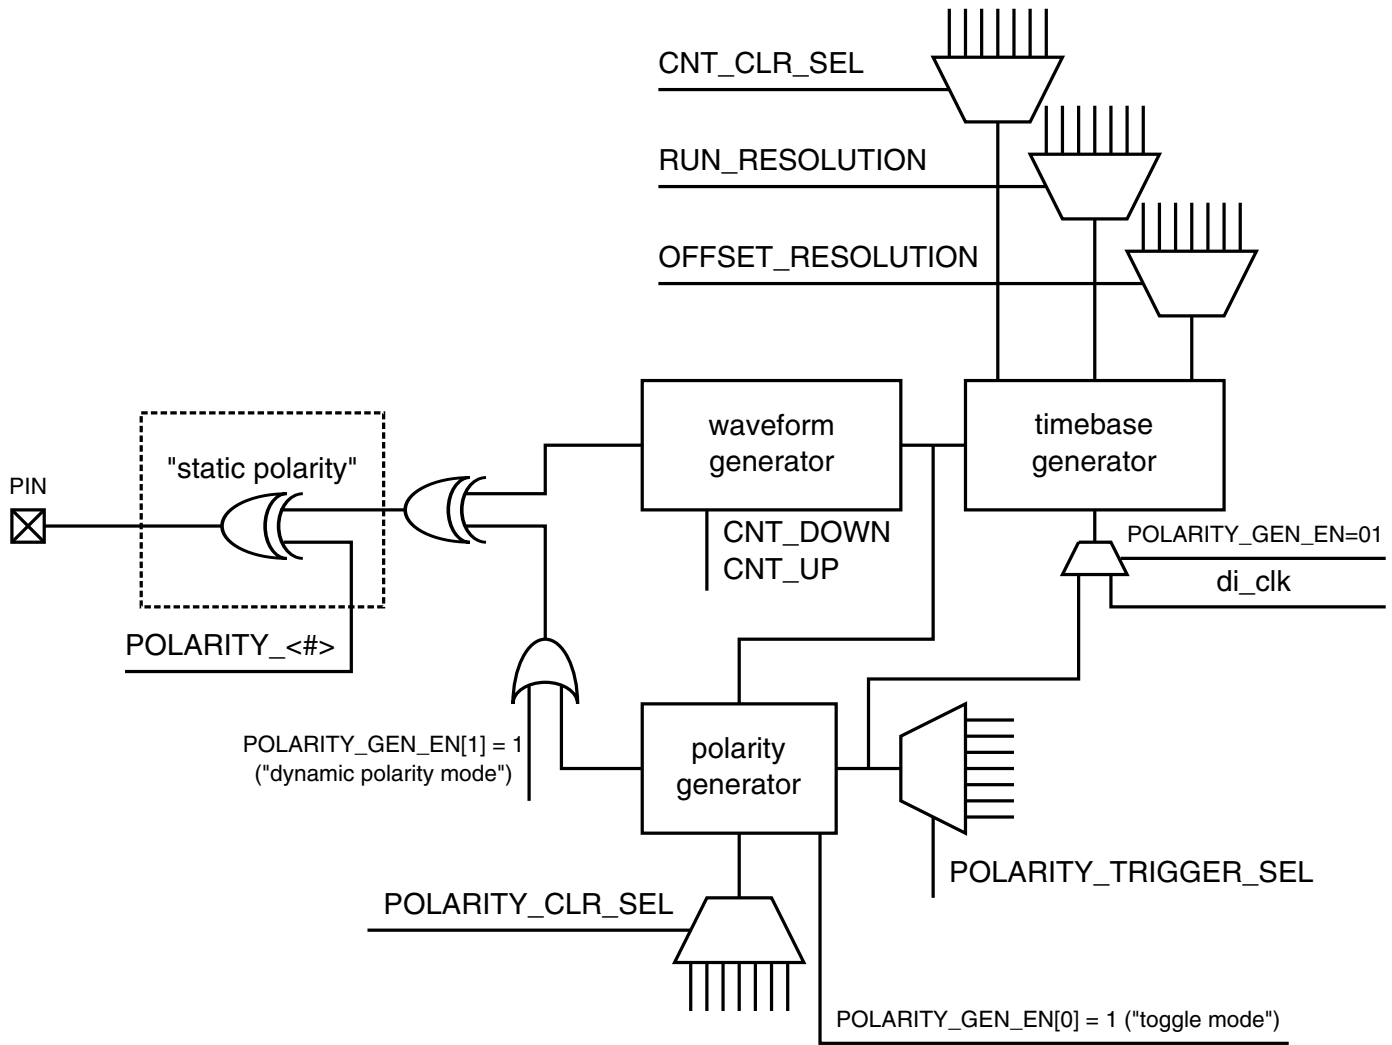 CNT_CLR_SEL
RUN_RESOLUTION
OFFSET_RESOLUTION
waveform
generator
timebase
generator
"static polarity"
PIN
CNT_DOWN
CNT_UP
POLARITY_GEN_EN=01
di_clk
POLARITY_<#>
POLARITY_GEN_EN[1] = 1
("dynamic polarity mode")
polarity
generator
POLARITY_TRIGGER_SEL
POLARITY_CLR_SEL
POLARITY_GEN_EN[0] = 1 ("toggle mode")